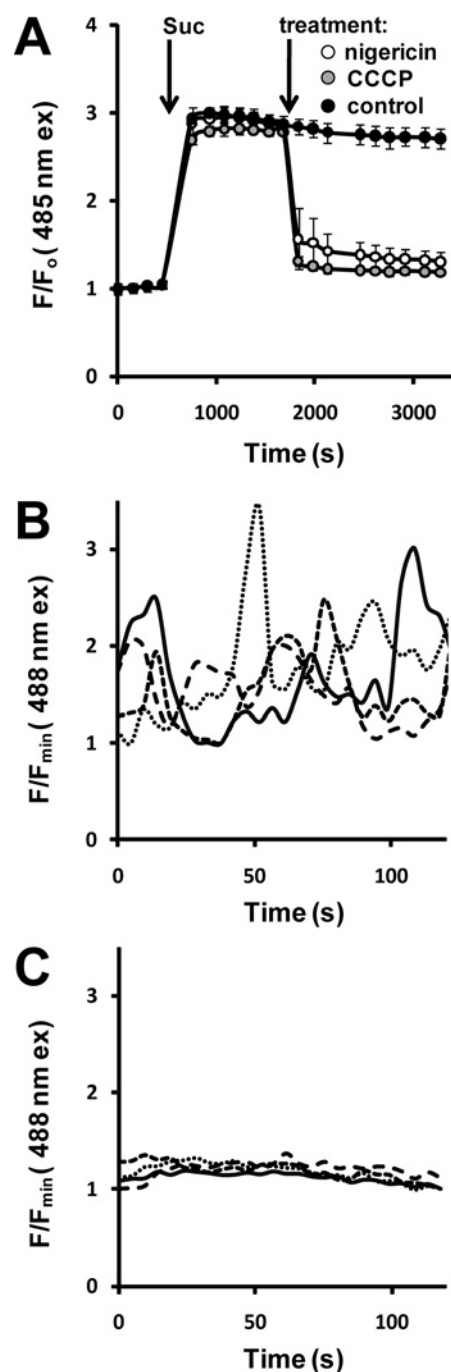 A
Suc
treatment:
nigericin
CCCP
control
F/Fo ( 485 nm ex)
4
3
2
1
0
0 1000 2000 3000
Time (s)
B
F/Fmin( 488 nm ex)
3
2
1
0
0 50 100
Time (s)
C
F/Fmin( 488 nm ex)
3
2
1
0
0 50 100
Time (s)